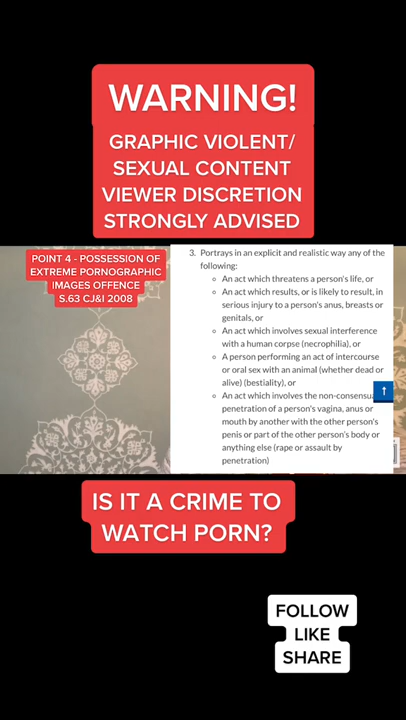 WARNING!
GRAPHIC VIOLENT/
SEXUAL CONTENT
VIEWER DISCRETION
STRONGLY ADVISED
POINT 4 - POSSESSION OF
EXTREME PORNOGRAPHIC
IMAGES OFFENCE
S.63 CJ&I 2008
3. Portrays in an explicit and realistic way any of the
following:
An act which threatens a person's life, or
An act which results, or is likely to result, in
serious injury to a person's anus, breasts or
genitals, or
An act which involves sexual interference
with a human corpse (necrophilia), or
A person performing an act of intercourse
or oral sex with an animal (whether dead or
alive) (bestiality), or
An act which involves the non-consensua
penetration of a person's vagina, anus or
mouth by another with the other person's
penis or part of the other person's body or
anything else (rape or assault by
penetration)
IS IT A CRIME TO
WATCH PORN?
FOLLOW
LIKE
SHARE